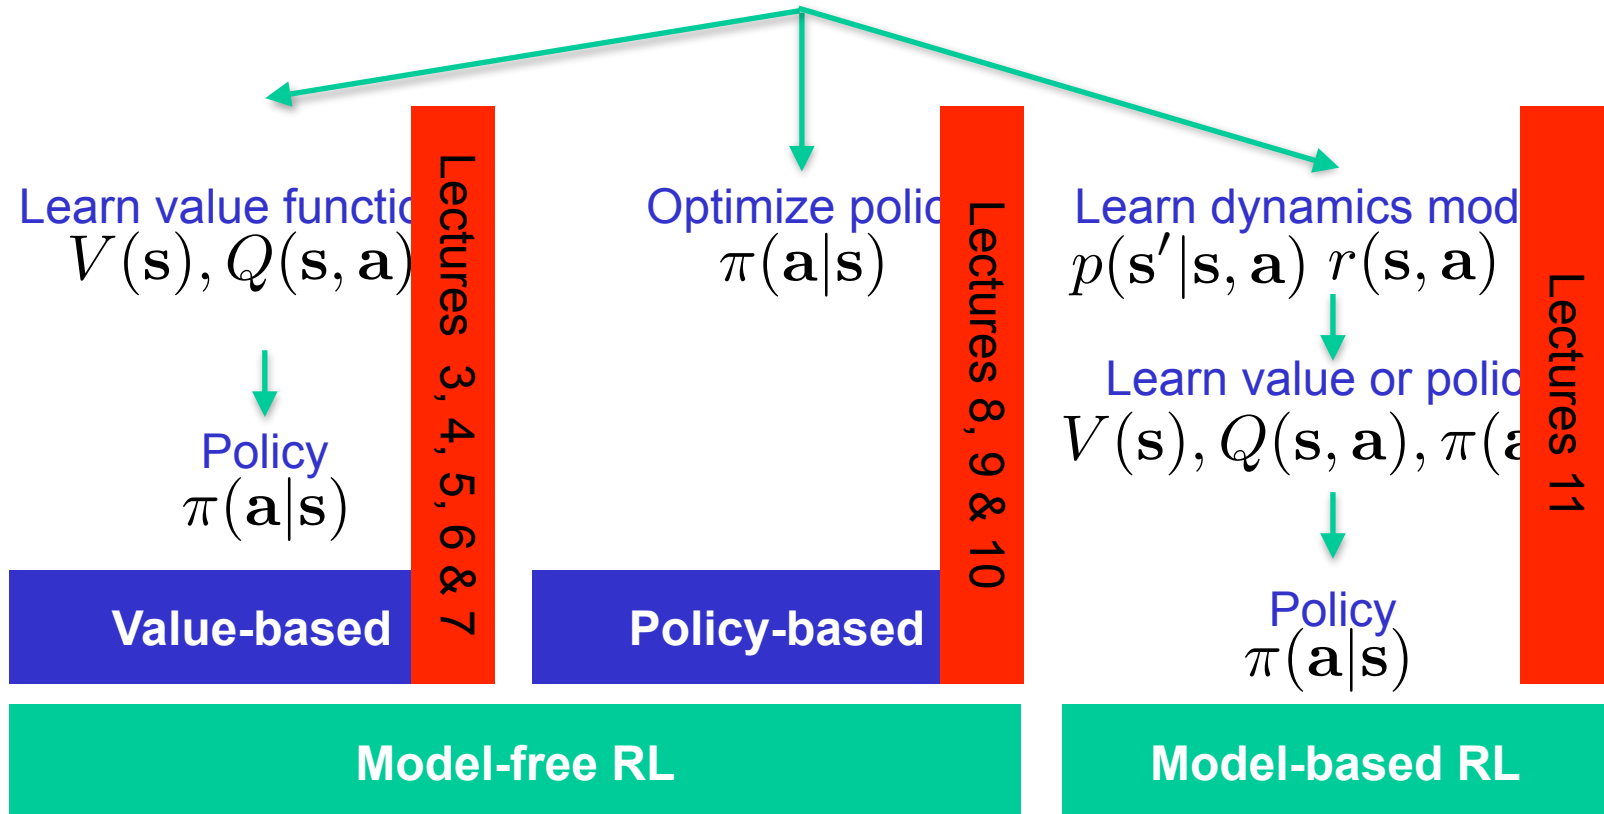 Learn value functio
V(s), Q(s, a)
Policy
π(a|s)
Value-based
Lectures 3, 4, 5, 6 & 7
Optimize polic
π(a|s)
Policy-based
Lectures 8, 9 & 10
Model-free RL
Learn dynamics mod
p(s′|s, a) r(s, a)
Learn value or polic
V(s), Q(s, a), π(a
Policy
π(a|s)
Lectures 11
Model-based RL